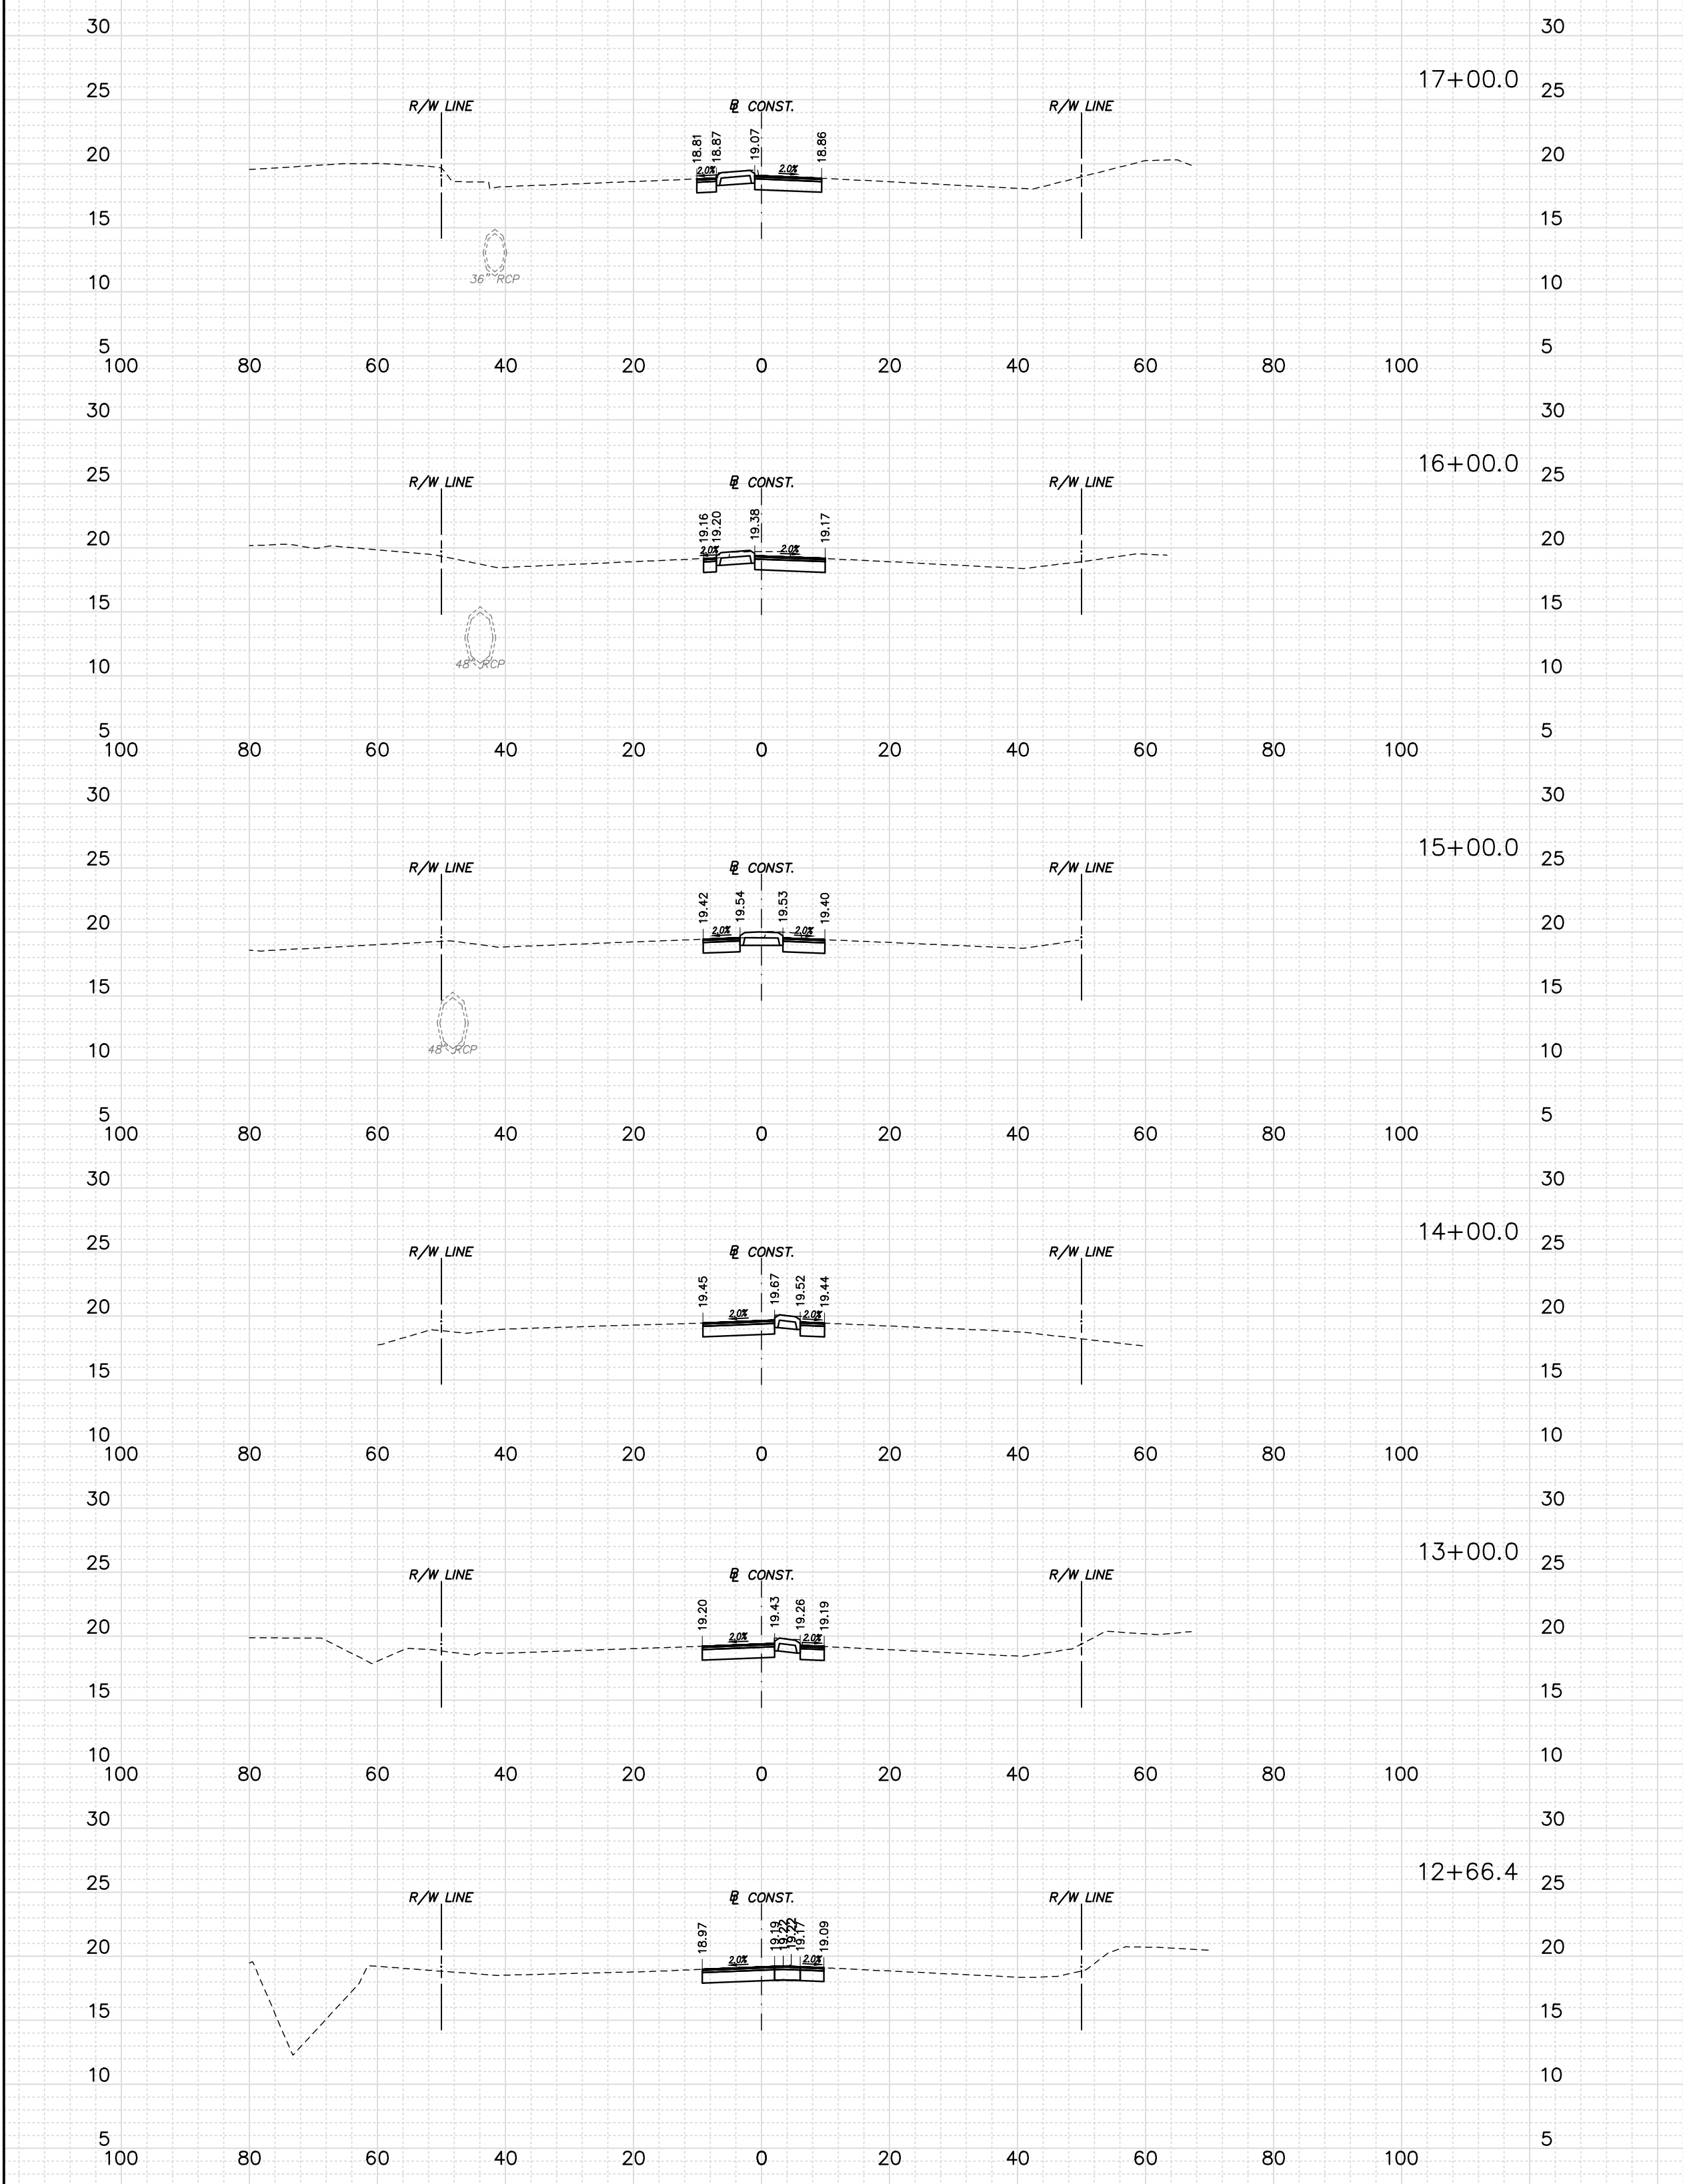 30 30
17+00.0
25 25
R/W LINE ℄ CONST. R/W LINE
18.81 18.87 19.07 18.86
20 20
2.0% 2.0%
15 15
36" RCP
10 10
5 5
100 80 60 40 20 0 20 40 60 80 100
30 30
16+00.0
25 25
R/W LINE ℄ CONST. R/W LINE
19.16 19.20 19.38 19.17
20 20
2.0% 2.0%
15 15
48" RCP
10 10
5 5
100 80 60 40 20 0 20 40 60 80 100
30 30
15+00.0
25 25
R/W LINE ℄ CONST. R/W LINE
19.42 19.54 19.53 19.40
20 20
2.0% 2.0%
15 15
48" RCP
10 10
5 5
100 80 60 40 20 0 20 40 60 80 100
30 30
14+00.0
25 25
R/W LINE ℄ CONST. R/W LINE
19.45 19.67 19.52 19.44
20 20
2.0% 2.0%
15 15
10 10
100 80 60 40 20 0 20 40 60 80 100
30 30
13+00.0
25 25
R/W LINE ℄ CONST. R/W LINE
19.20 19.43 19.26 19.19
20 20
2.0% 2.0%
15 15
10 10
100 80 60 40 20 0 20 40 60 80 100
30 30
12+66.4
25 25
R/W LINE ℄ CONST. R/W LINE
18.97 19.19 19.22 19.22 19.17 19.09
20 20
2.0% 2.0%
15 15
10 10
5 5
100 80 60 40 20 0 20 40 60 80 100